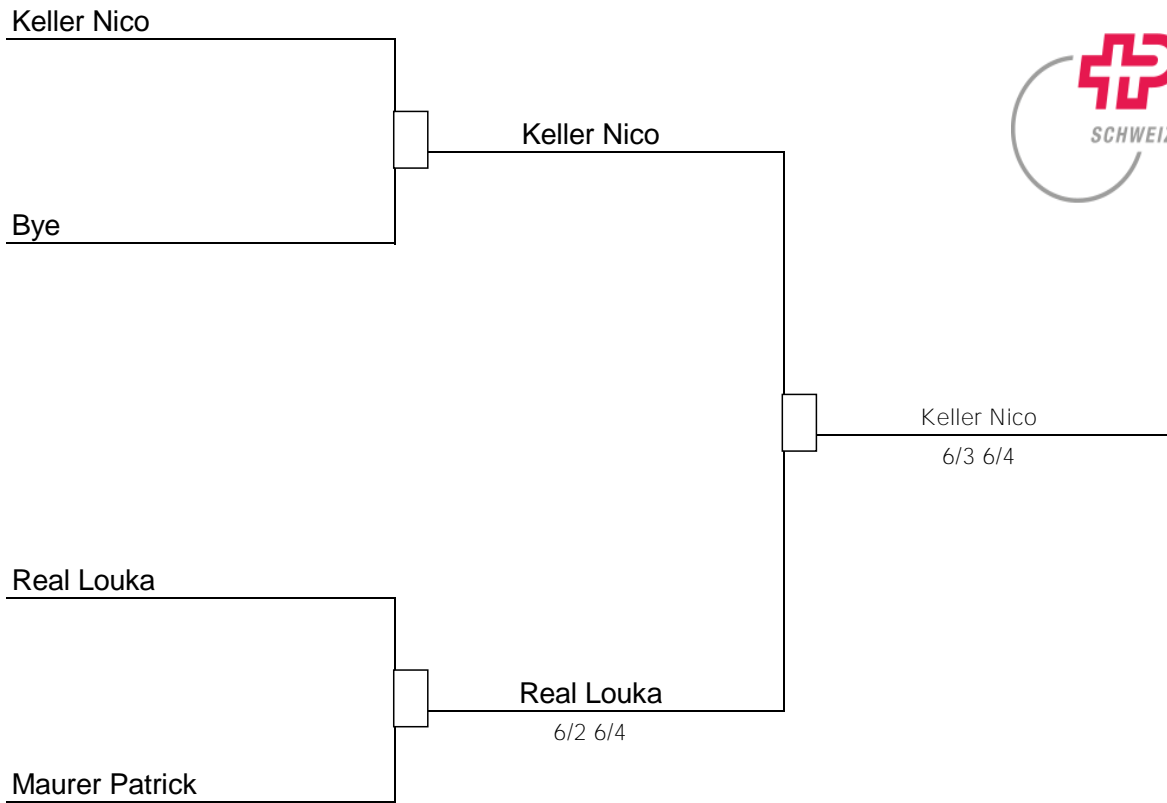 Keller Nico
SCHWEIZ
Keller Nico
Bye
Keller Nico
6/3 6/4
Real Louka
Real Louka
6/2 6/4
Maurer Patrick